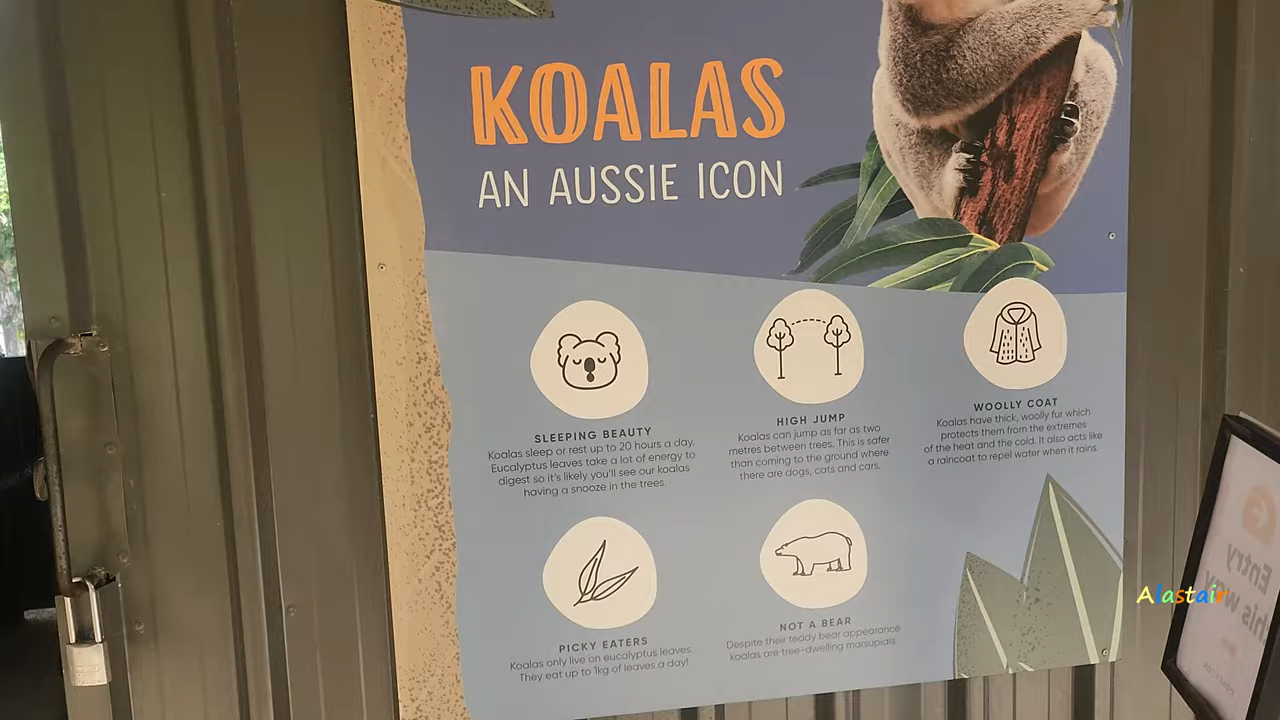 KOALAS
AN AUSSIE ICON
SLEEPING BEAUTY
Koalas sleep or rest up to 20 hours a day.
Eucalyptus leaves take a lot of energy to
digest so it's likely you'll see our koalas
having a snooze in the trees.
HIGH JUMP
Koalas can jump as far as two
metres between trees. This is safer
than coming to the ground where
there are dogs, cats and cars.
WOOLLY COAT
Koalas have thick, woolly fur which
protects them from the extremes
of the heat and the cold. It also acts like
a raincoat to repel water when it rains.
PICKY EATERS
Koalas only live on eucalyptus leaves.
They eat up to 1kg of leaves a day!
NOT A BEAR
Despite their teddy bear appearance
koalas are tree-dwelling marsupials.
Alastair
Entry
this way